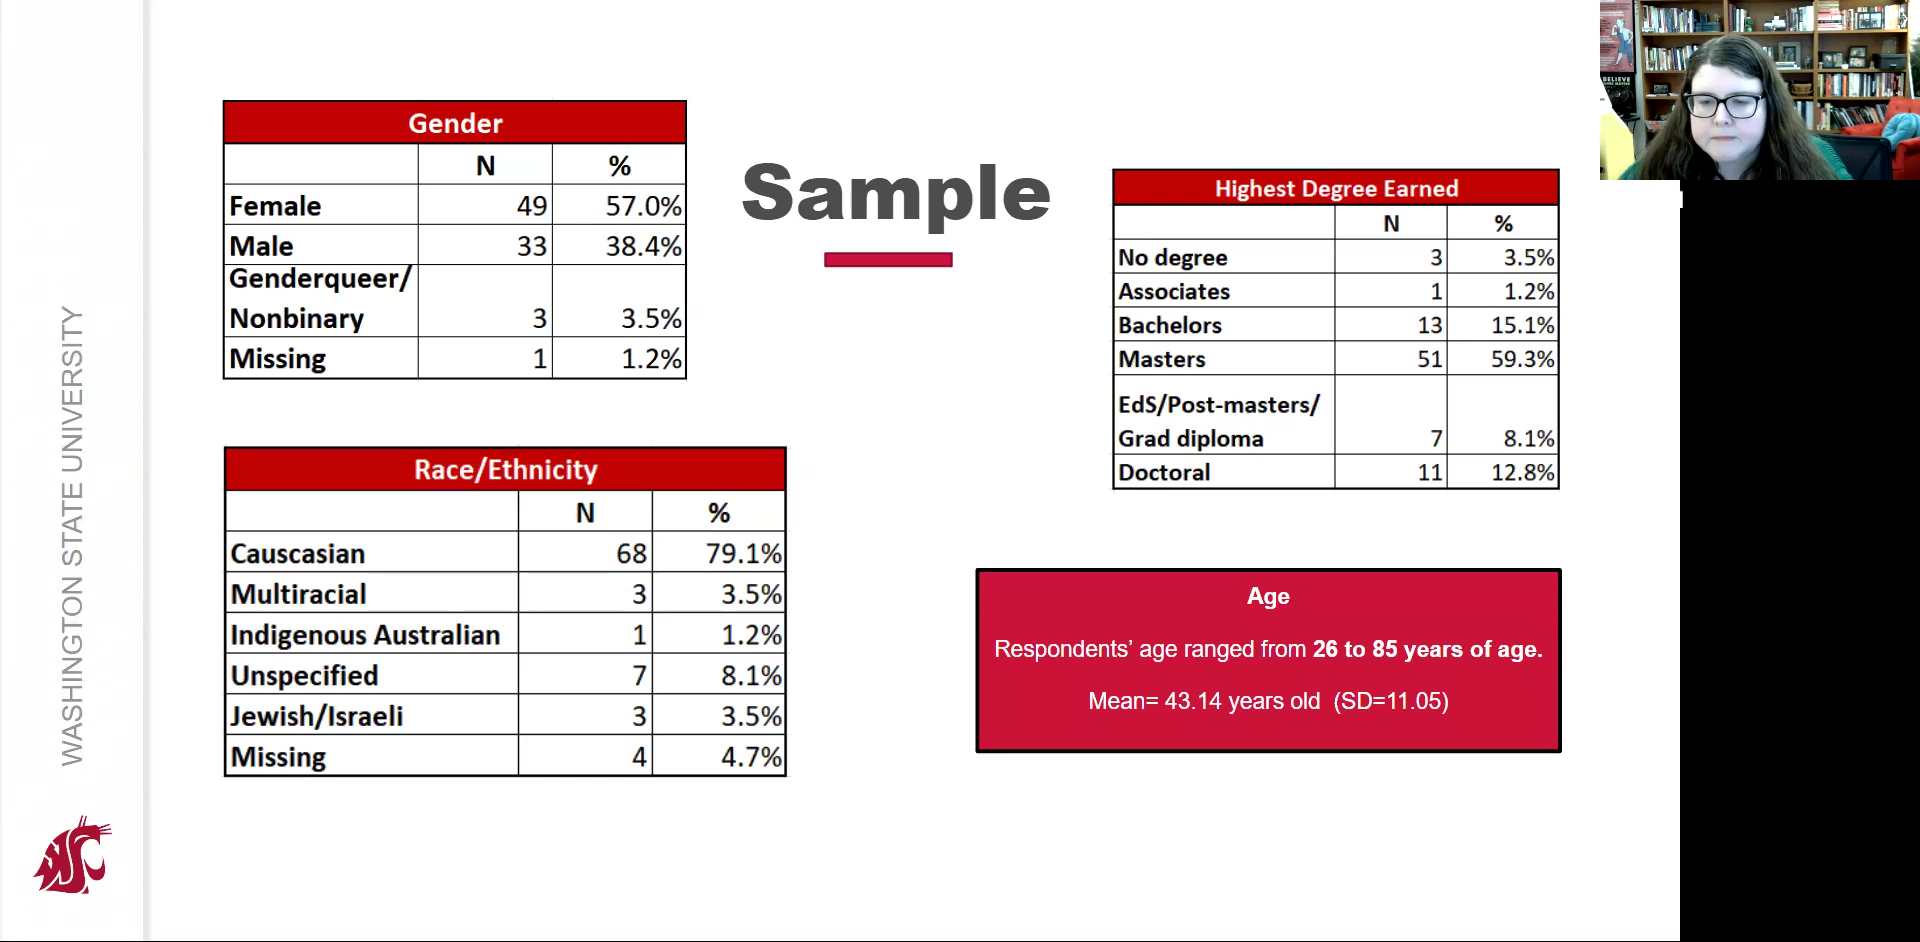 WASHINGTON STATE UNIVERSITY
Gender
N %
Female 49 57.0%
Male 33 38.4%
Genderqueer/
Nonbinary 3 3.5%
Missing 1 1.2%
Sample
Highest Degree Earned
N %
No degree 3 3.5%
Associates 1 1.2%
Bachelors 13 15.1%
Masters 51 59.3%
EdS/Post-masters/
Grad diploma 7 8.1%
Doctoral 11 12.8%
Race/Ethnicity
N %
Causcasian 68 79.1%
Multiracial 3 3.5%
Indigenous Australian 1 1.2%
Unspecified 7 8.1%
Jewish/Israeli 3 3.5%
Missing 4 4.7%
Age
Respondents’ age ranged from 26 to 85 years of age.
Mean= 43.14 years old (SD=11.05)
WSC
BELIEVE